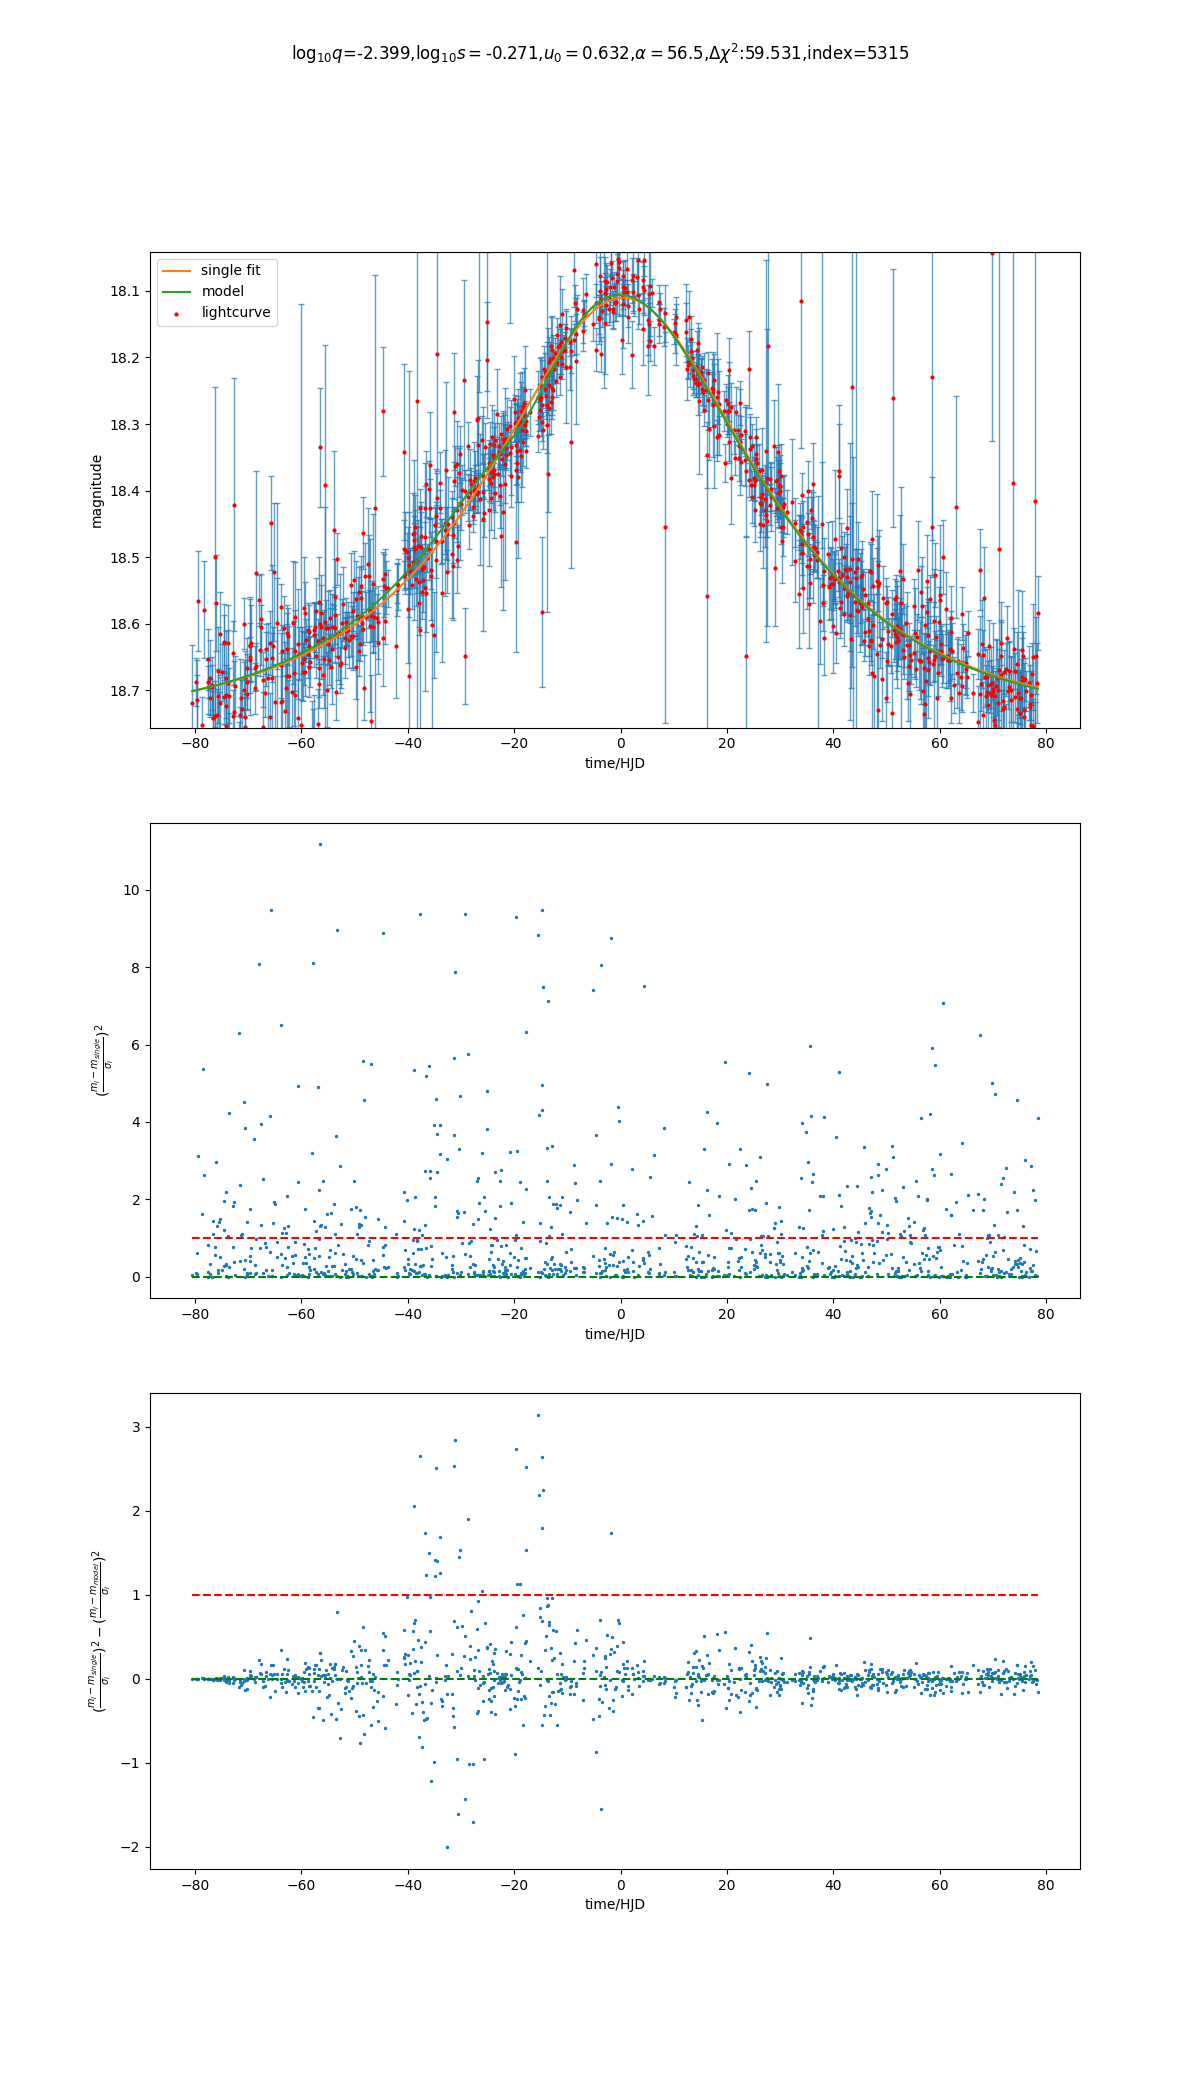 log₁₀q=-2.399,log₁₀s = -0.271,u₀ = 0.632,α = 56.5,Δχ²:59.531,index=5315
single fit
model
lightcurve
magnitude
18.1
18.2
18.3
18.4
18.5
18.6
18.7
−80 −60 −40 −20 0 20 40 60 80
time/HJD
(mᵢ − m_single / σᵢ)²
10
8
6
4
2
0
−80 −60 −40 −20 0 20 40 60 80
time/HJD
(mᵢ − m_single / σᵢ)² − (mᵢ − m_model / σᵢ)²
3
2
1
0
−1
−2
−80 −60 −40 −20 0 20 40 60 80
time/HJD